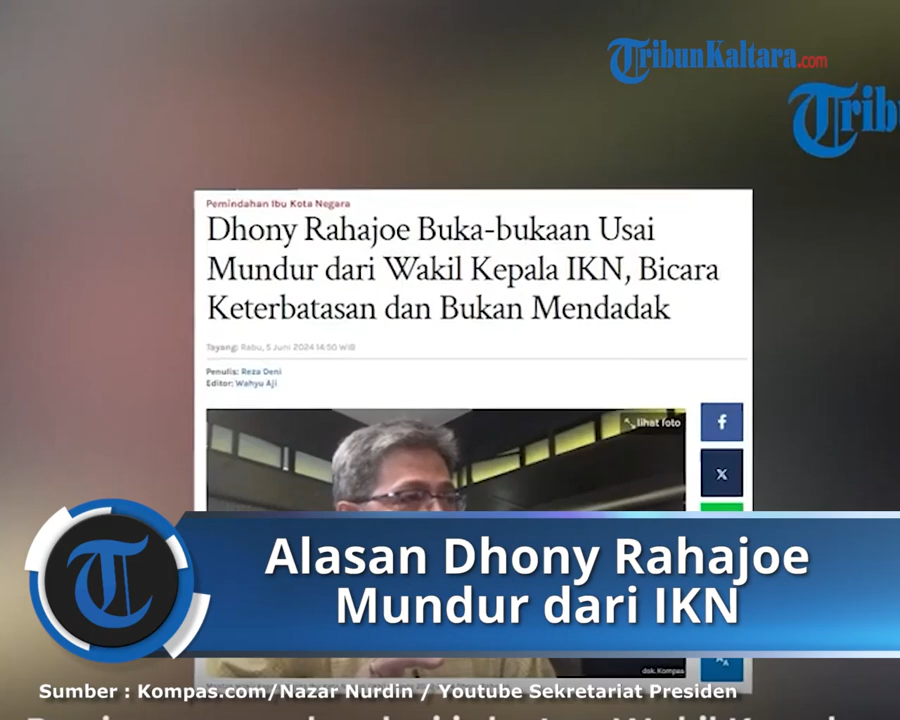 TribunKaltara.com
Trib
Pemindahan Ibu Kota Negara
Dhony Rahajoe Buka-bukaan Usai
Mundur dari Wakil Kepala IKN, Bicara
Keterbatasan dan Bukan Mendadak
Tayang: Rabu, 5 Juni 2024 14:50 WIB
Penulis: Reza Deni
Editor: Wahyu Aji
lihat foto
Alasan Dhony Rahajoe
Mundur dari IKN
dok. Kompas
Sumber : Kompas.com/Nazar Nurdin / Youtube Sekretariat Presiden